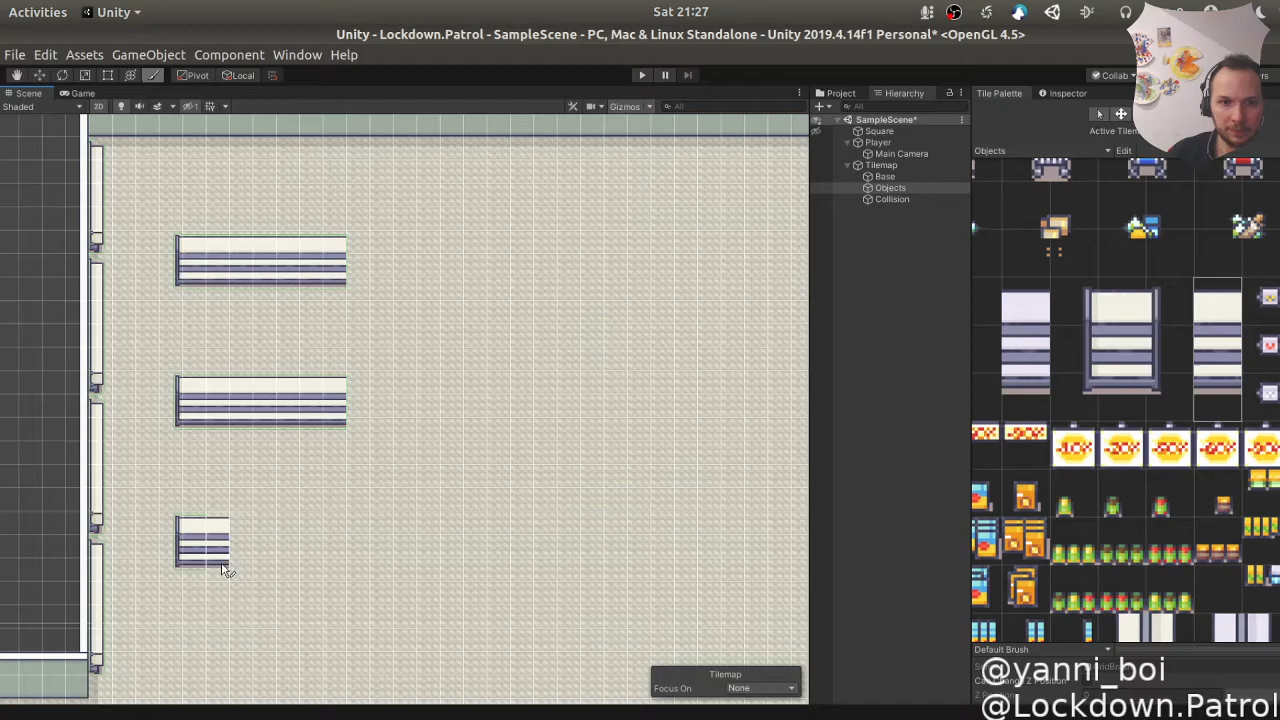 Activities
Unity
Sat 21:27
Unity - Lockdown.Patrol - SampleScene - PC, Mac & Linux Standalone - Unity 2019.4.14f1 Personal* <OpenGL 4.5>
File Edit Assets GameObject Component Window Help
Pivot Local
Collab
Scene Game
Project Hierarchy
Tile Palette Inspector
Shaded
2D
1
Gizmos
All
All
SampleScene*
Square
Player
Main Camera
Tilemap
Base
Objects
Collision
Objects
Edit
Tilemap
Focus On None
Default Brush
@yanni_boi
@Lockdown.Patrol